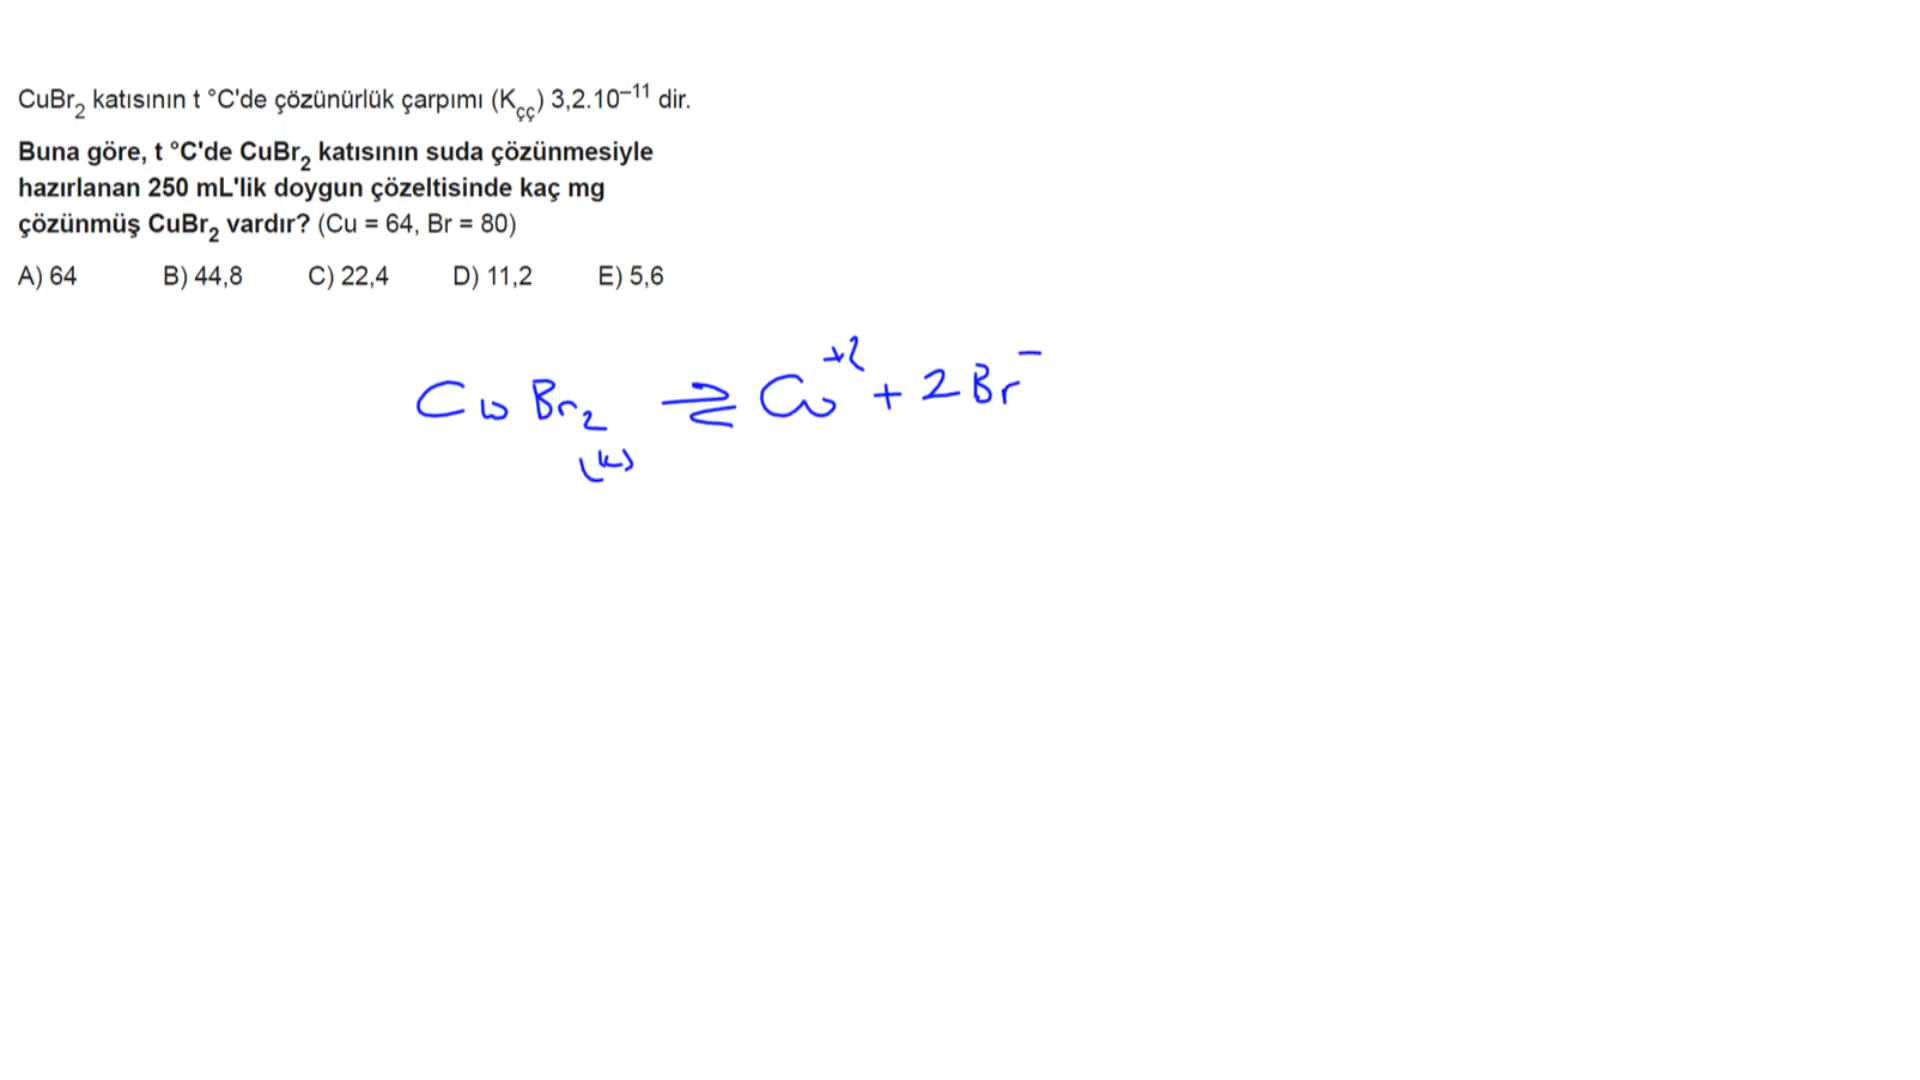 CuBr₂ katısının t °C'de çözünürlük çarpımı (Kçç) 3,2.10⁻¹¹ dir.
Buna göre, t °C'de CuBr₂ katısının suda çözünmesiyle
hazırlanan 250 mL'lik doygun çözeltisinde kaç mg
çözünmüş CuBr₂ vardır? (Cu = 64, Br = 80)
A) 64 B) 44,8 C) 22,4 D) 11,2 E) 5,6
CuBr₂ ⇌ Cu⁺² + 2Br⁻
(k)